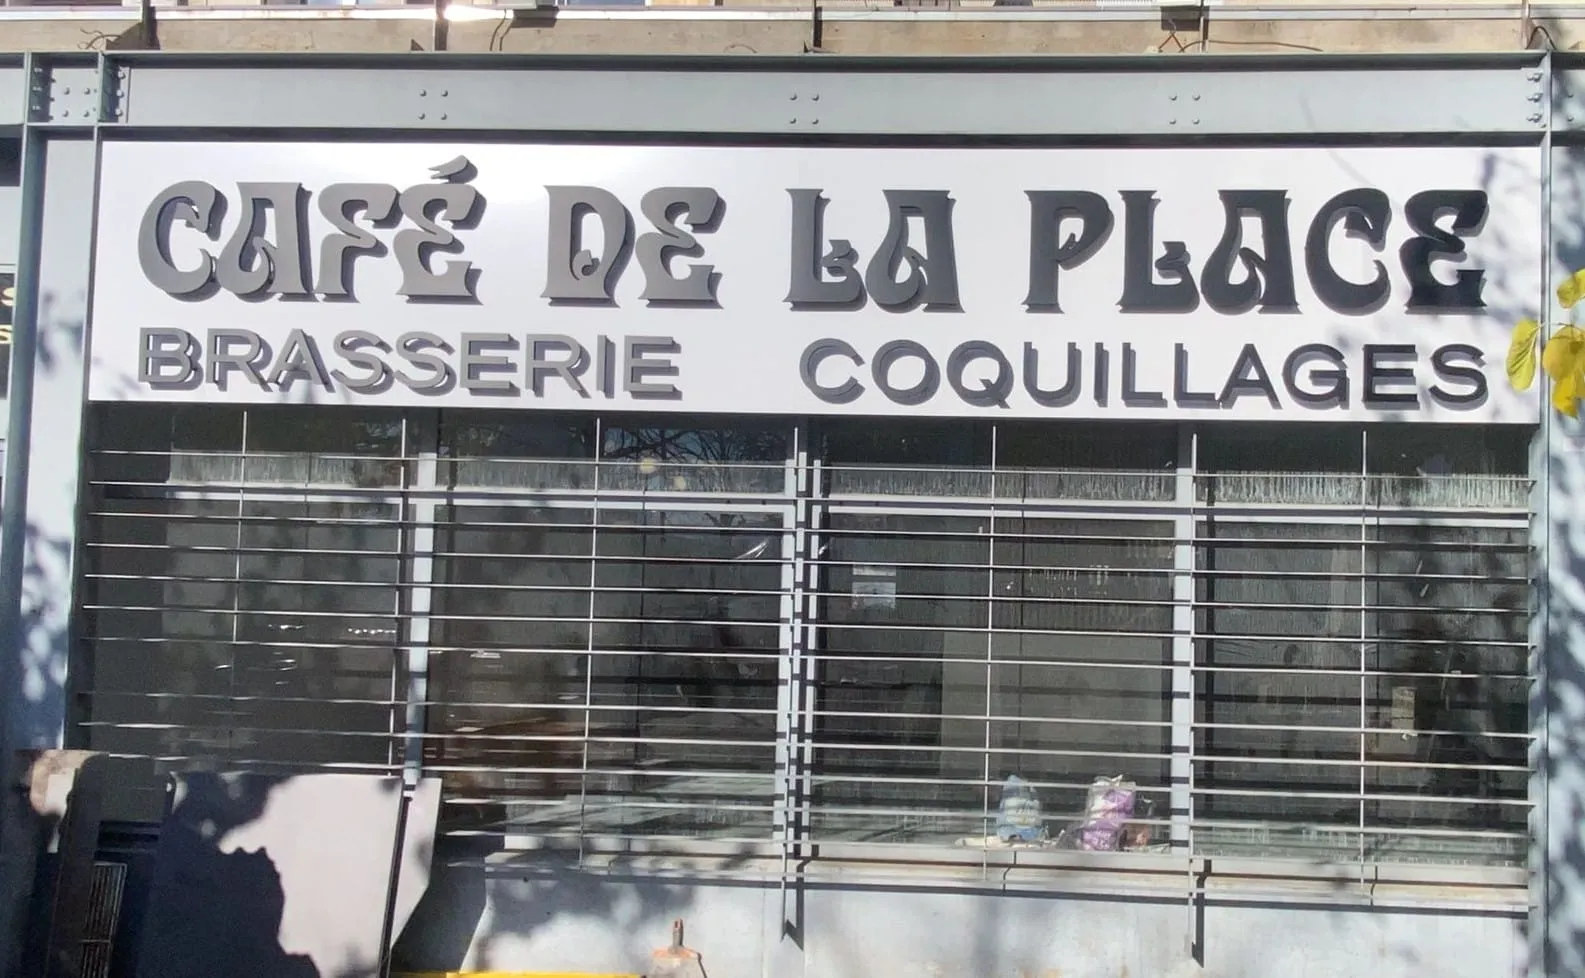 CAFÉ DE LA PLACE
BRASSERIE COQUILLAGES